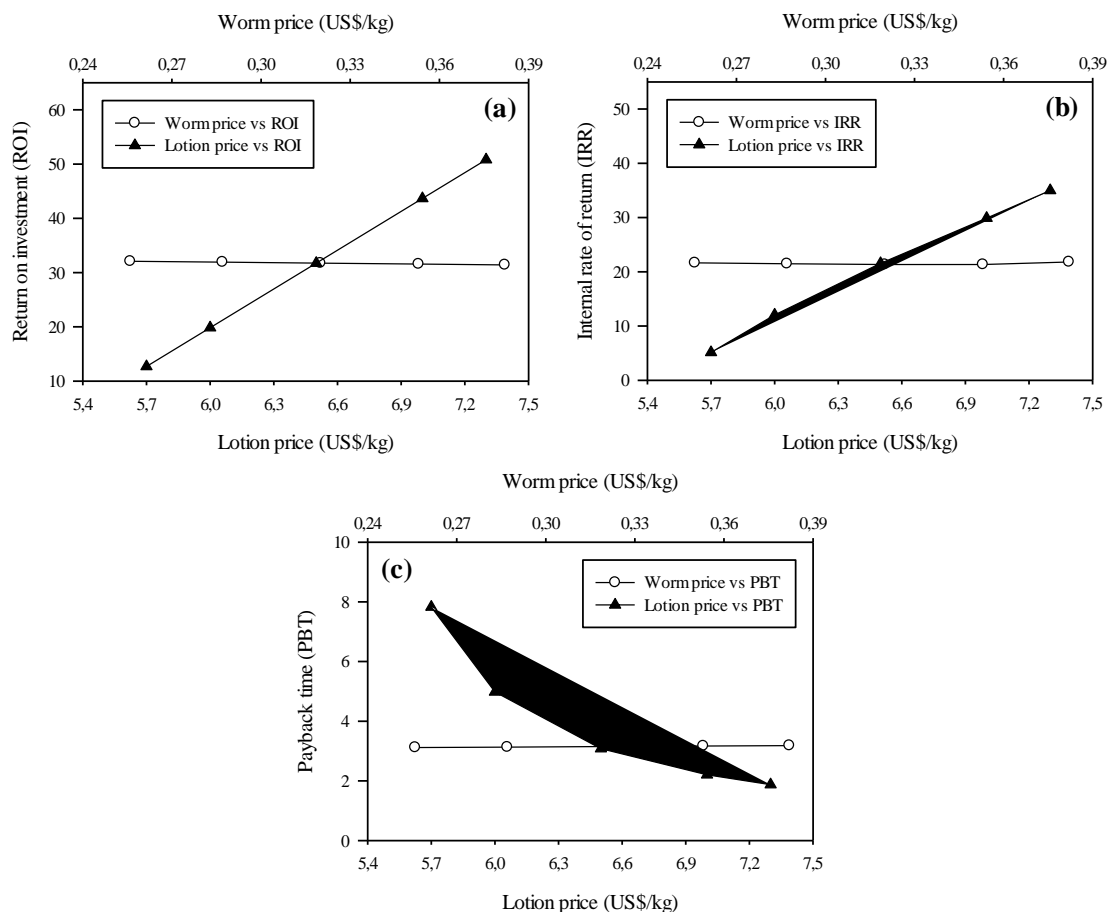 Worm price (US$/kg)
0,24 0,27 0,30 0,33 0,36 0,39
(a)
Worm price vs ROI
Lotion price vs ROI
Return on investment (ROI)
60
50
40
30
20
10
5,4 5,7 6,0 6,3 6,6 6,9 7,2 7,5
Lotion price (US$/kg)
Worm price (US$/kg)
0,24 0,27 0,30 0,33 0,36 0,39
(b)
Worm price vs IRR
Lotion price vs IRR
Internal rate of return (IRR)
50
40
30
20
10
0
5,4 5,7 6,0 6,3 6,6 6,9 7,2 7,5
Lotion price (US$/kg)
Worm price (US$/kg)
0,24 0,27 0,30 0,33 0,36 0,39
(c)
Worm price vs PBT
Lotion price vs PBT
Payback time (PBT)
10
8
6
4
2
0
5,4 5,7 6,0 6,3 6,6 6,9 7,2 7,5
Lotion price (US$/kg)